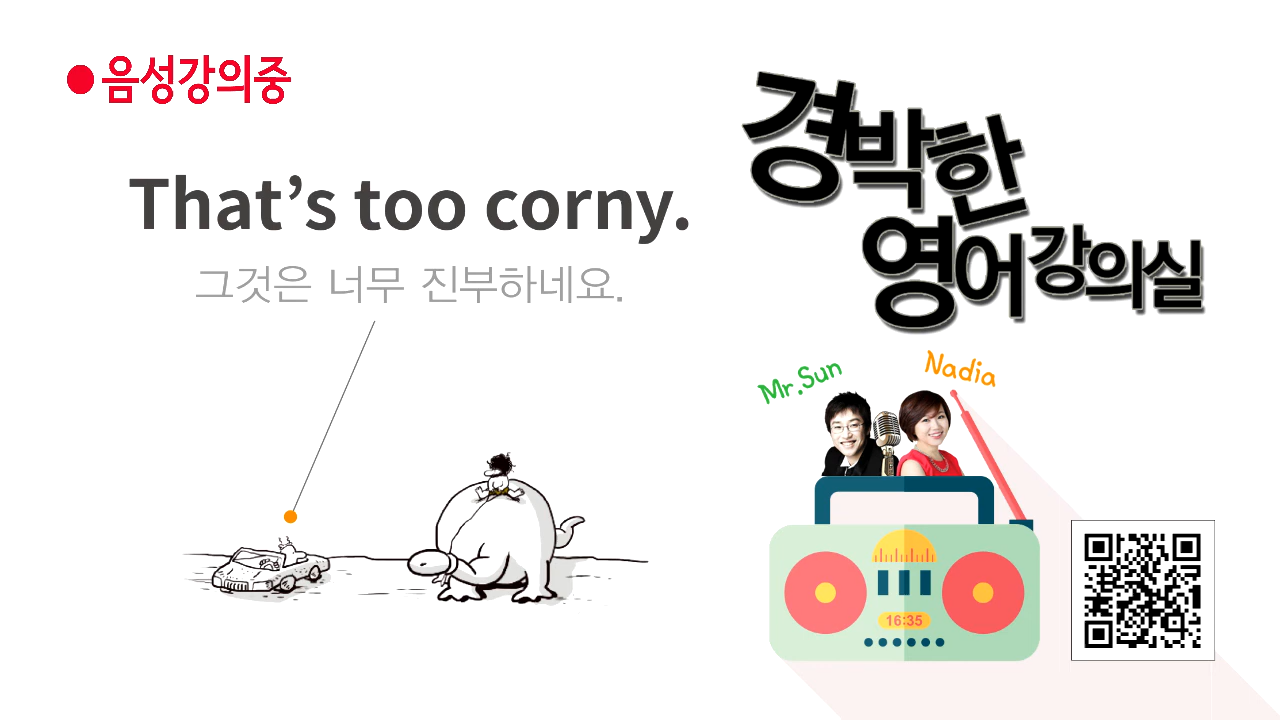 음성강의중
That's too corny.
그것은 너무 진부하네요.
경박한
영어강의실
Mr.Sun
Nadia
16:35